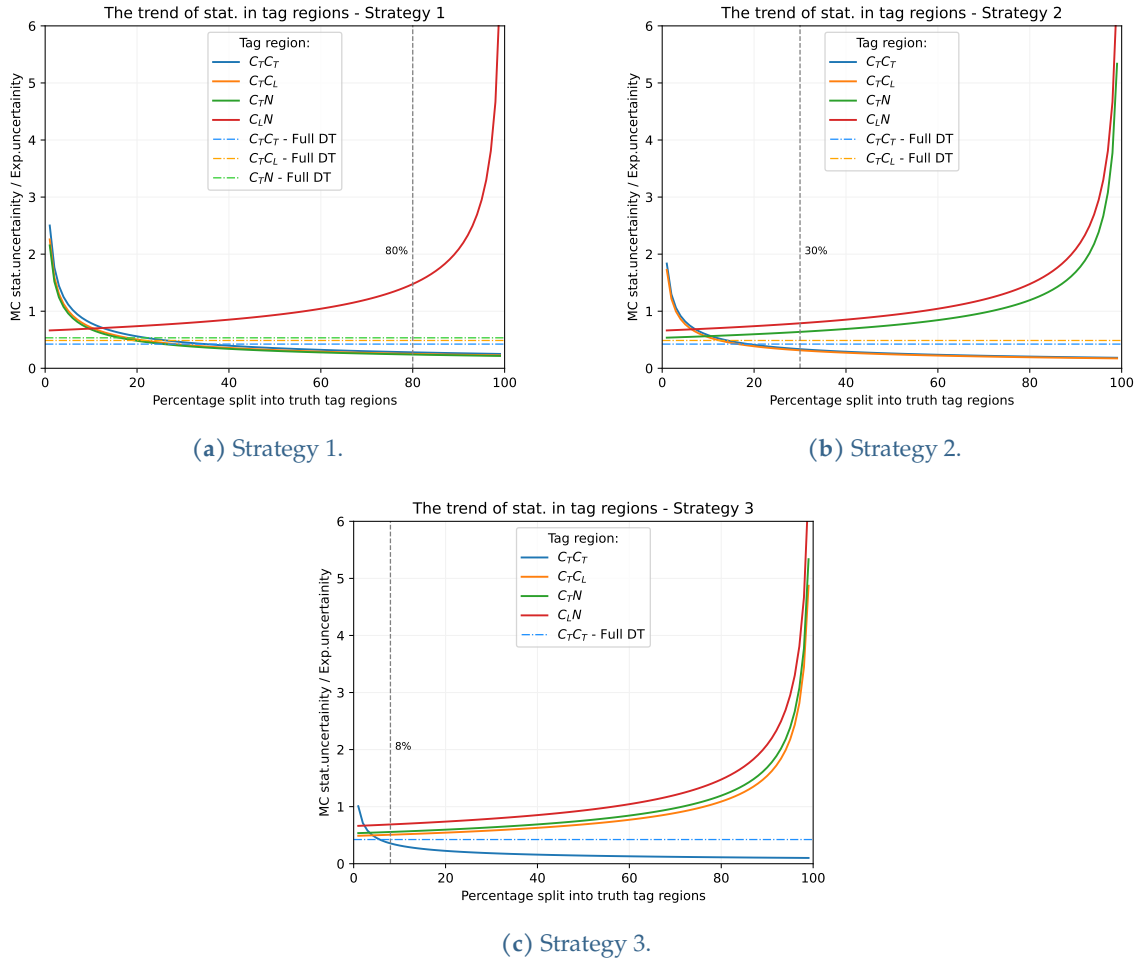 The trend of stat. in tag regions - Strategy 1
MC stat.uncertainity / Exp.uncertainity
6
5
4
3
2
1
0
Tag region:
C_TC_T
C_TC_L
C_TN
C_LN
C_TC_T - Full DT
C_TC_L - Full DT
C_TN - Full DT
80%
0 20 40 60 80 100
Percentage split into truth tag regions
(a) Strategy 1.
The trend of stat. in tag regions - Strategy 2
MC stat.uncertainity / Exp.uncertainity
6
5
4
3
2
1
0
Tag region:
C_TC_T
C_TC_L
C_TN
C_LN
C_TC_T - Full DT
C_TC_L - Full DT
30%
0 20 40 60 80 100
Percentage split into truth tag regions
(b) Strategy 2.
The trend of stat. in tag regions - Strategy 3
MC stat.uncertainity / Exp.uncertainity
6
5
4
3
2
1
0
Tag region:
C_TC_T
C_TC_L
C_TN
C_LN
C_TC_T - Full DT
8%
0 20 40 60 80 100
Percentage split into truth tag regions
(c) Strategy 3.